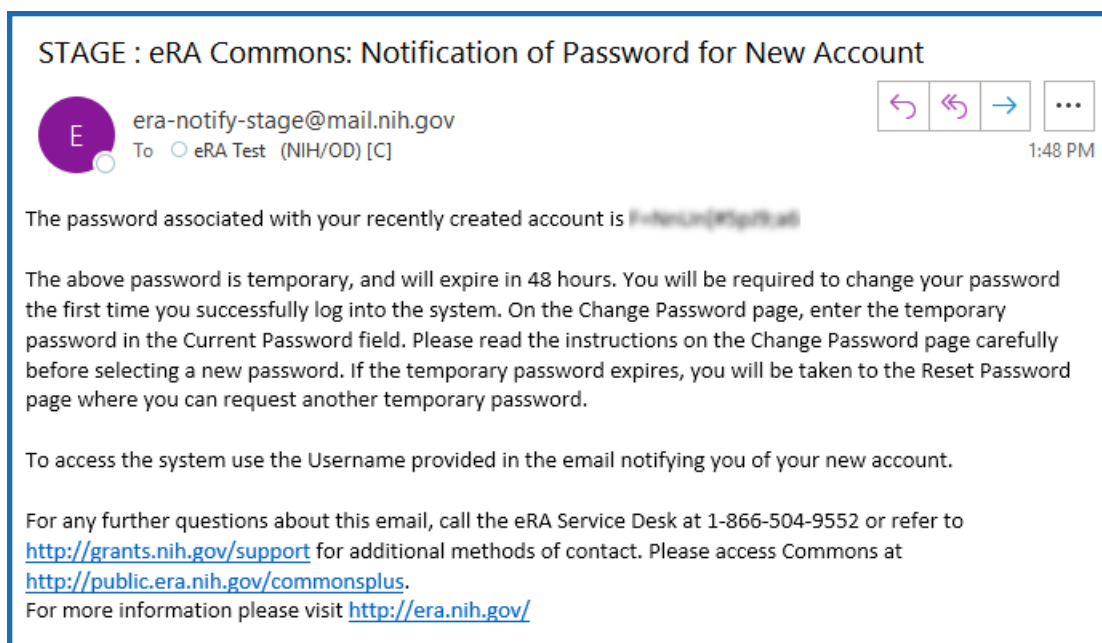 STAGE : eRA Commons: Notification of Password for New Account
E
era-notify-stage@mail.nih.gov
To eRA Test (NIH/OD) [C]
1:48 PM
The password associated with your recently created account is
The above password is temporary, and will expire in 48 hours. You will be required to change your password
the first time you successfully log into the system. On the Change Password page, enter the temporary
password in the Current Password field. Please read the instructions on the Change Password page carefully
before selecting a new password. If the temporary password expires, you will be taken to the Reset Password
page where you can request another temporary password.
To access the system use the Username provided in the email notifying you of your new account.
For any further questions about this email, call the eRA Service Desk at 1-866-504-9552 or refer to
http://grants.nih.gov/support for additional methods of contact. Please access Commons at
http://public.era.nih.gov/commonsplus.
For more information please visit http://era.nih.gov/